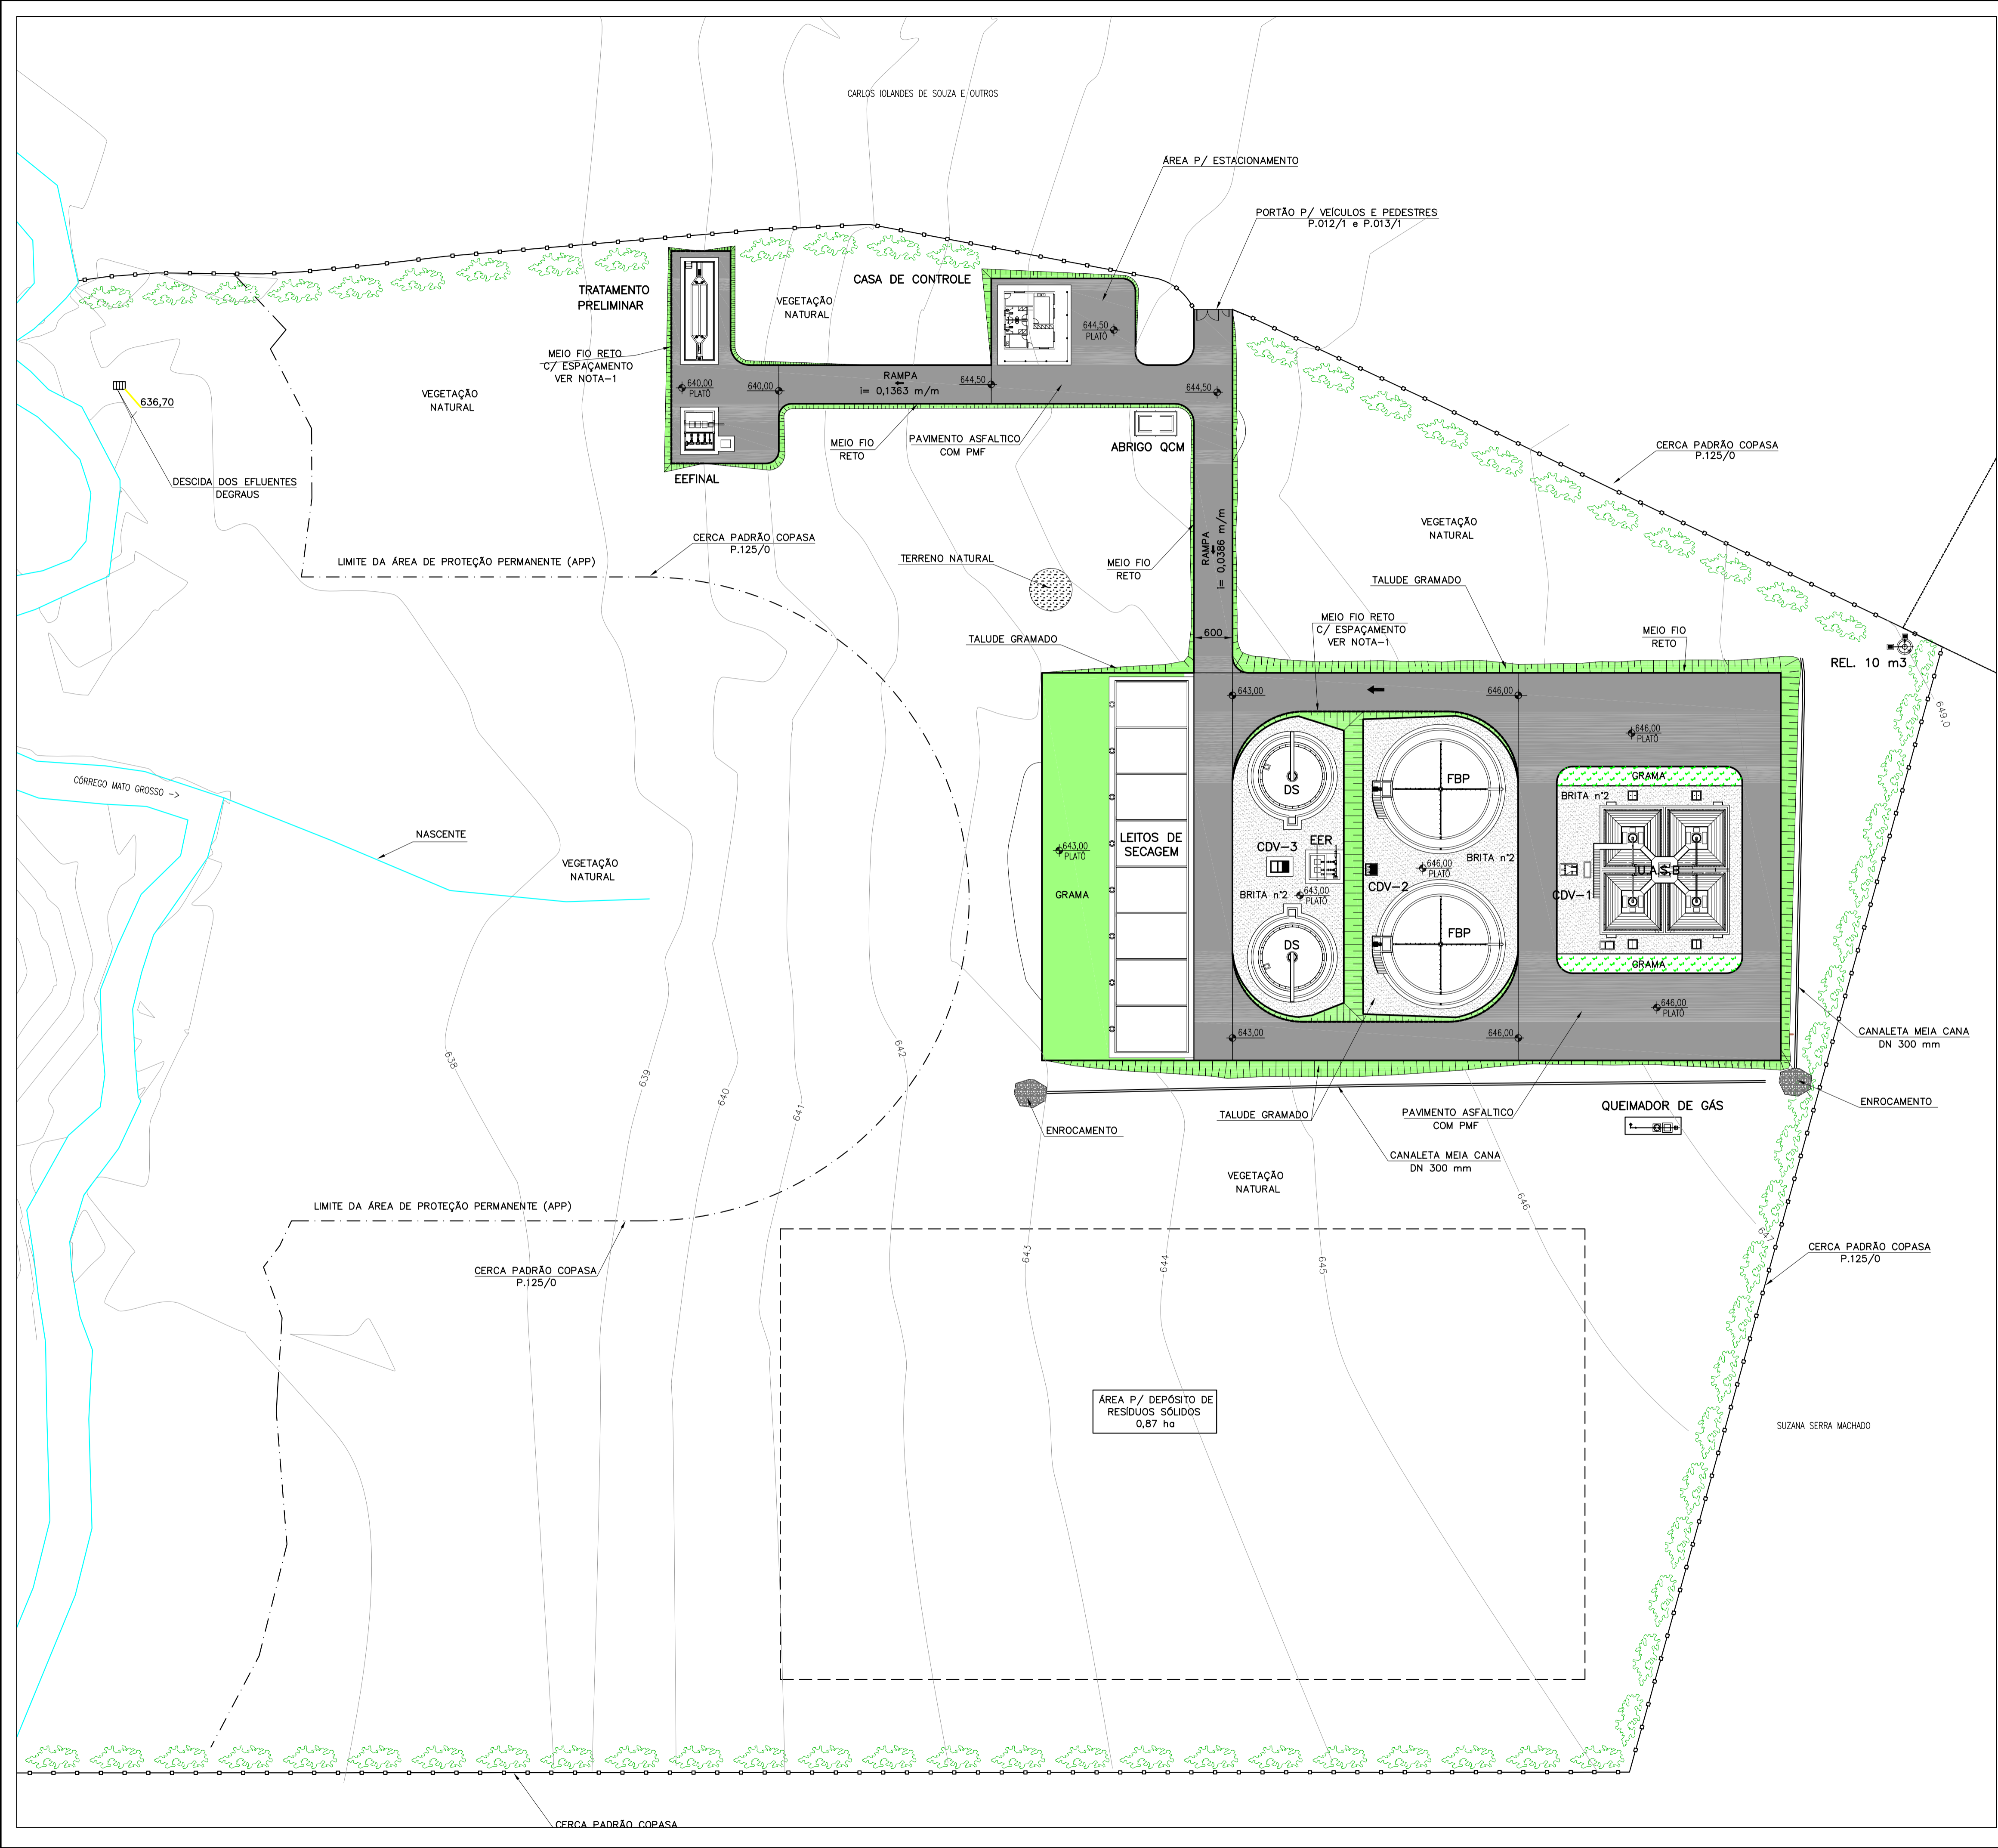 CARLOS IOLANDES DE SOUZA E OUTROS
ÁREA P/ ESTACIONAMENTO
PORTÃO P/ VEÍCULOS E PEDESTRES
P.012/1 e P.013/1
TRATAMENTO
PRELIMINAR
VEGETAÇÃO
NATURAL
CASA DE CONTROLE
644,50
PLATÔ
MEIO FIO RETO
C/ ESPAÇAMENTO
VER NOTA-1
640,00
PLATÔ
640,00
RAMPA
i= 0,1363 m/m
644,50
644,50
636,70
VEGETAÇÃO
NATURAL
MEIO FIO
RETO
PAVIMENTO ASFALTICO
COM PMF
ABRIGO QCM
CERCA PADRÃO COPASA
P.125/0
DESCIDA DOS EFLUENTES
DEGRAUS
EEFINAL
CERCA PADRÃO COPASA
P.125/0
LIMITE DA ÁREA DE PROTEÇÃO PERMANENTE (APP)
TERRENO NATURAL
MEIO FIO
RETO
RAMPA
i= 0,0386 m/m
VEGETAÇÃO
NATURAL
TALUDE GRAMADO
MEIO FIO RETO
C/ ESPAÇAMENTO
VER NOTA-1
600
TALUDE GRAMADO
MEIO FIO
RETO
REL. 10 m3
649,0
643,00
646,00
646,00
PLATÔ
CÓRREGO MATO GROSSO ->
NASCENTE
VEGETAÇÃO
NATURAL
643,00
PLATÔ
GRAMA
LEITOS DE
SECAGEM
DS
FBP
GRAMA
BRITA n°2
CDV-3
EER
BRITA n°2
643,00
PLATÔ
CDV-2
646,00
PLATÔ
BRITA n°2
CDV-1
U.A.S.B
DS
FBP
GRAMA
646,00
PLATÔ
643,00
646,00
CANALETA MEIA CANA
DN 300 mm
638
639
640
641
642
ENROCAMENTO
TALUDE GRAMADO
PAVIMENTO ASFALTICO
COM PMF
QUEIMADOR DE GÁS
ENROCAMENTO
CANALETA MEIA CANA
DN 300 mm
VEGETAÇÃO
NATURAL
LIMITE DA ÁREA DE PROTEÇÃO PERMANENTE (APP)
646
647
643
644
645
CERCA PADRÃO COPASA
P.125/0
CERCA PADRÃO COPASA
P.125/0
ÁREA P/ DEPÓSITO DE
RESÍDUOS SÓLIDOS
0,87 ha
SUZANA SERRA MACHADO
CERCA PADRÃO COPASA